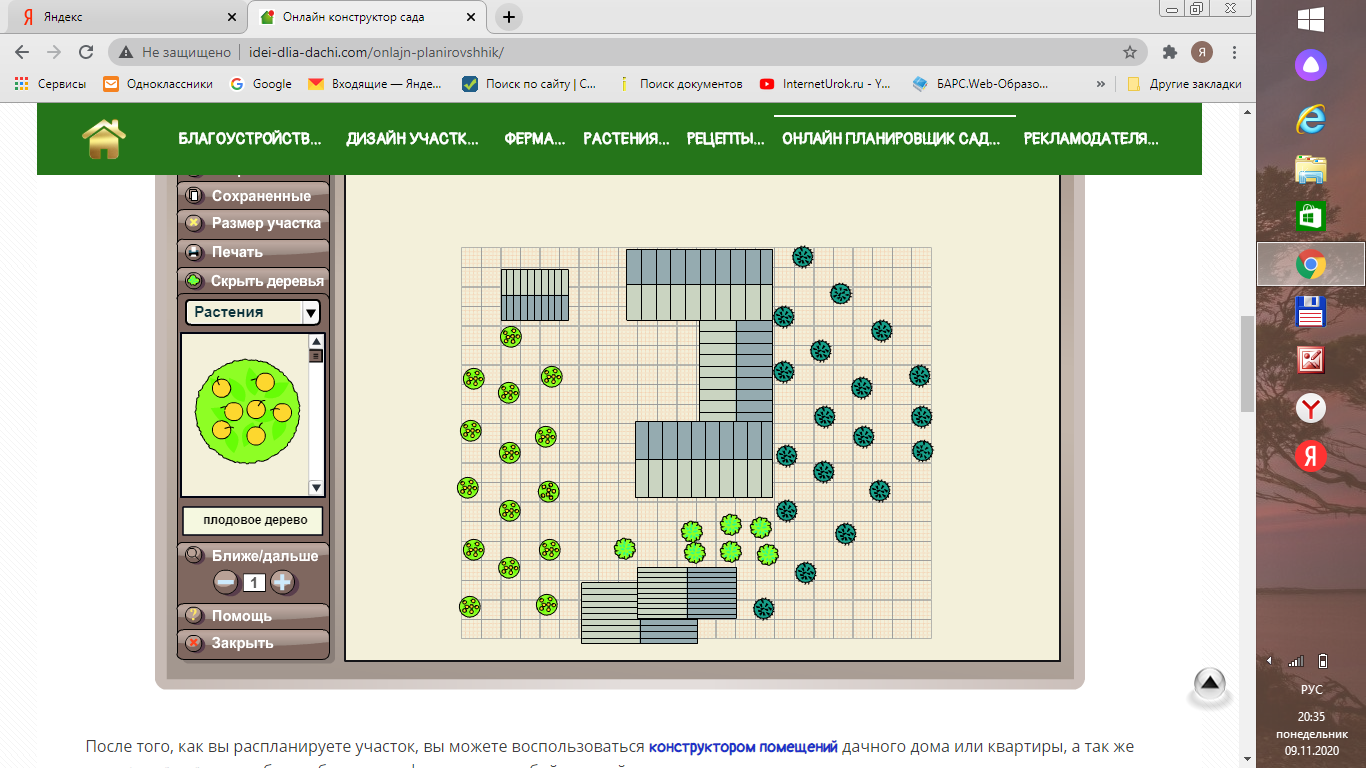 Яндекс
Онлайн конструктор сада
Не защищено
idei-dlia-dachi.com/onlajn-planirovshhik/
Я
Сервисы
Одноклассники
Google
Входящие — Янде...
Поиск по сайту | С...
Поиск документов
InternetUrok.ru - Y...
БАРС.Web-Образо...
»
Другие закладки
БЛАГОУСТРОЙСТВ...
ДИЗАЙН УЧАСТК...
ФЕРМА...
РАСТЕНИЯ...
РЕЦЕПТЫ...
ОНЛАЙН ПЛАНИРОВЩИК САД...
РЕКЛАМОДАТЕЛЯ...
Сохраненные
Размер участка
Печать
Скрыть деревья
Растения
плодовое дерево
Ближе/дальше
1
Помощь
Закрыть
После того, как вы распланируете участок, вы можете воспользоваться конструктором помещений дачного дома или квартиры, а так же
РУС
20:35
понедельник
09.11.2020